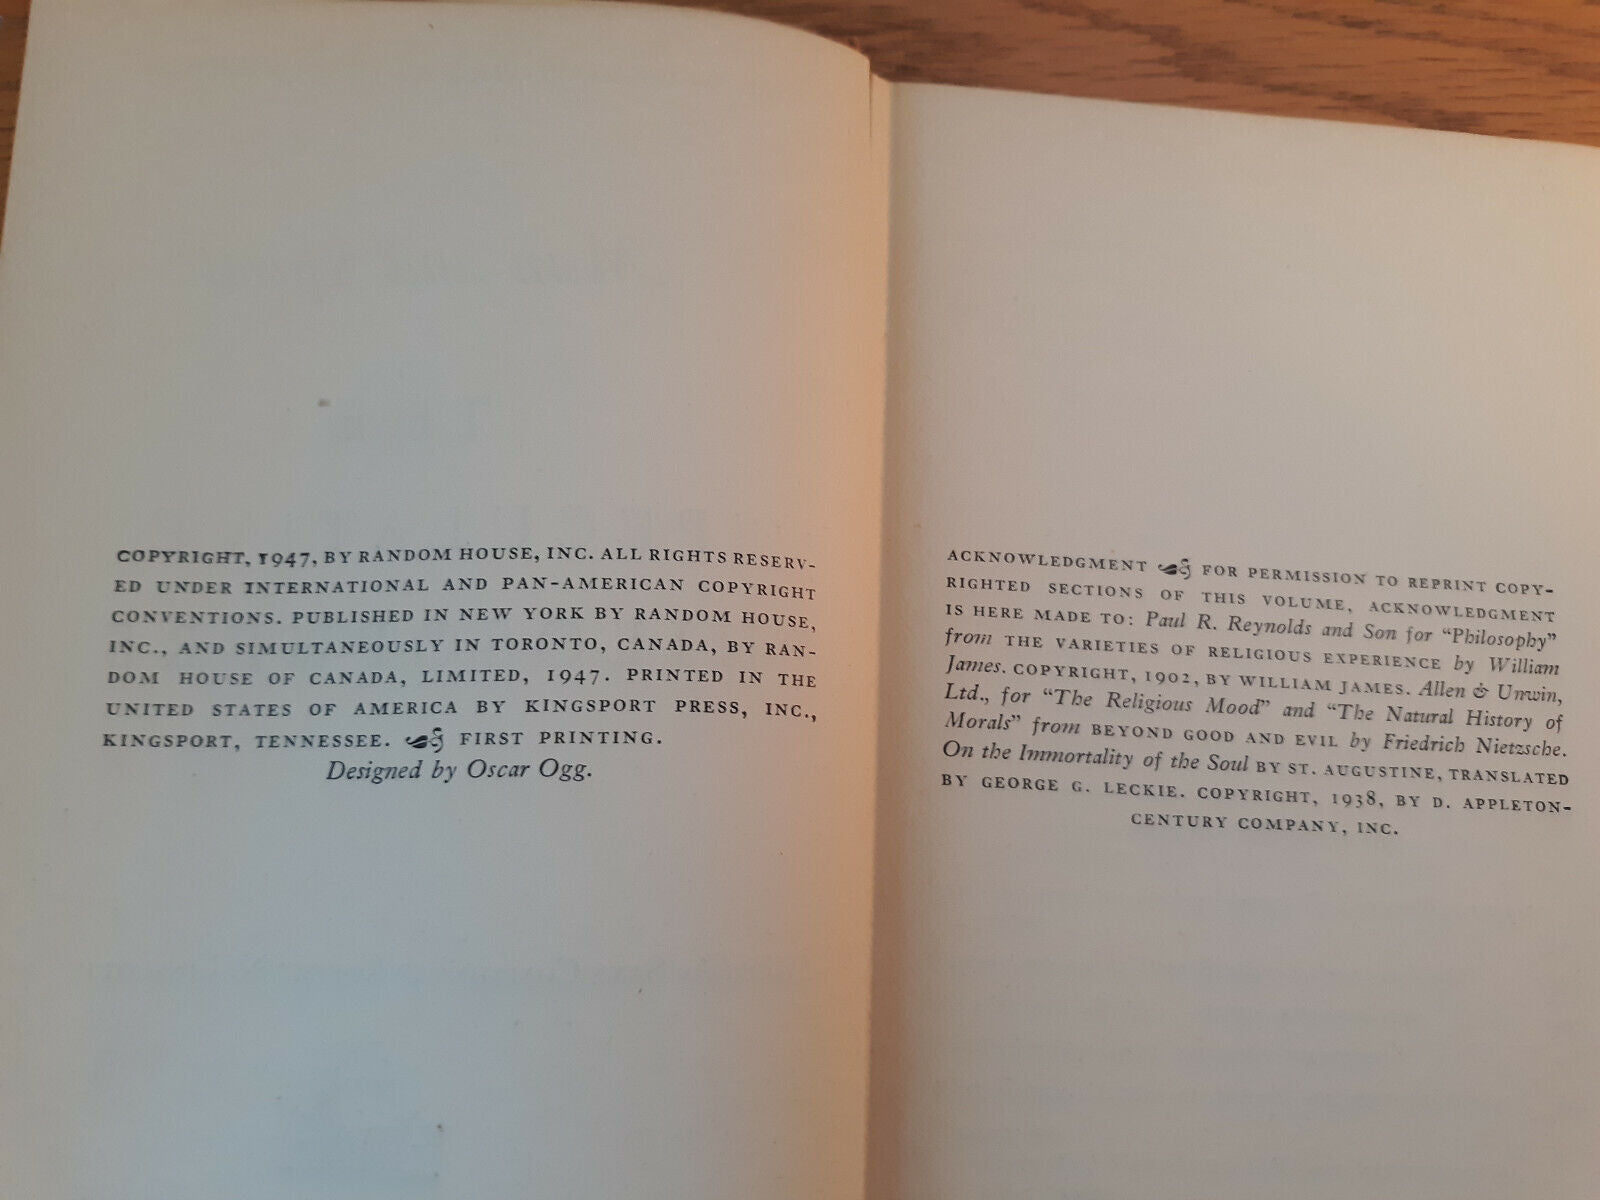 COPYRIGHT, 1947, BY RANDOM HOUSE, INC. ALL RIGHTS RESERV-
ED UNDER INTERNATIONAL AND PAN-AMERICAN COPYRIGHT
CONVENTIONS. PUBLISHED IN NEW YORK BY RANDOM HOUSE,
INC., AND SIMULTANEOUSLY IN TORONTO, CANADA, BY RAN-
DOM HOUSE OF CANADA, LIMITED, 1947. PRINTED IN THE
UNITED STATES OF AMERICA BY KINGSPORT PRESS, INC.,
KINGSPORT, TENNESSEE. FIRST PRINTING.
Designed by Oscar Ogg.
ACKNOWLEDGMENT FOR PERMISSION TO REPRINT COPY-
RIGHTED SECTIONS OF THIS VOLUME, ACKNOWLEDGMENT
IS HERE MADE TO: Paul R. Reynolds and Son for "Philosophy"
from THE VARIETIES OF RELIGIOUS EXPERIENCE by William
James. COPYRIGHT, 1902, BY WILLIAM JAMES. Allen & Unwin,
Ltd., for "The Religious Mood" and "The Natural History of
Morals" from BEYOND GOOD AND EVIL by Friedrich Nietzsche.
On the Immortality of the Soul BY ST. AUGUSTINE, TRANSLATED
BY GEORGE G. LECKIE. COPYRIGHT, 1938, BY D. APPLETON-
CENTURY COMPANY, INC.